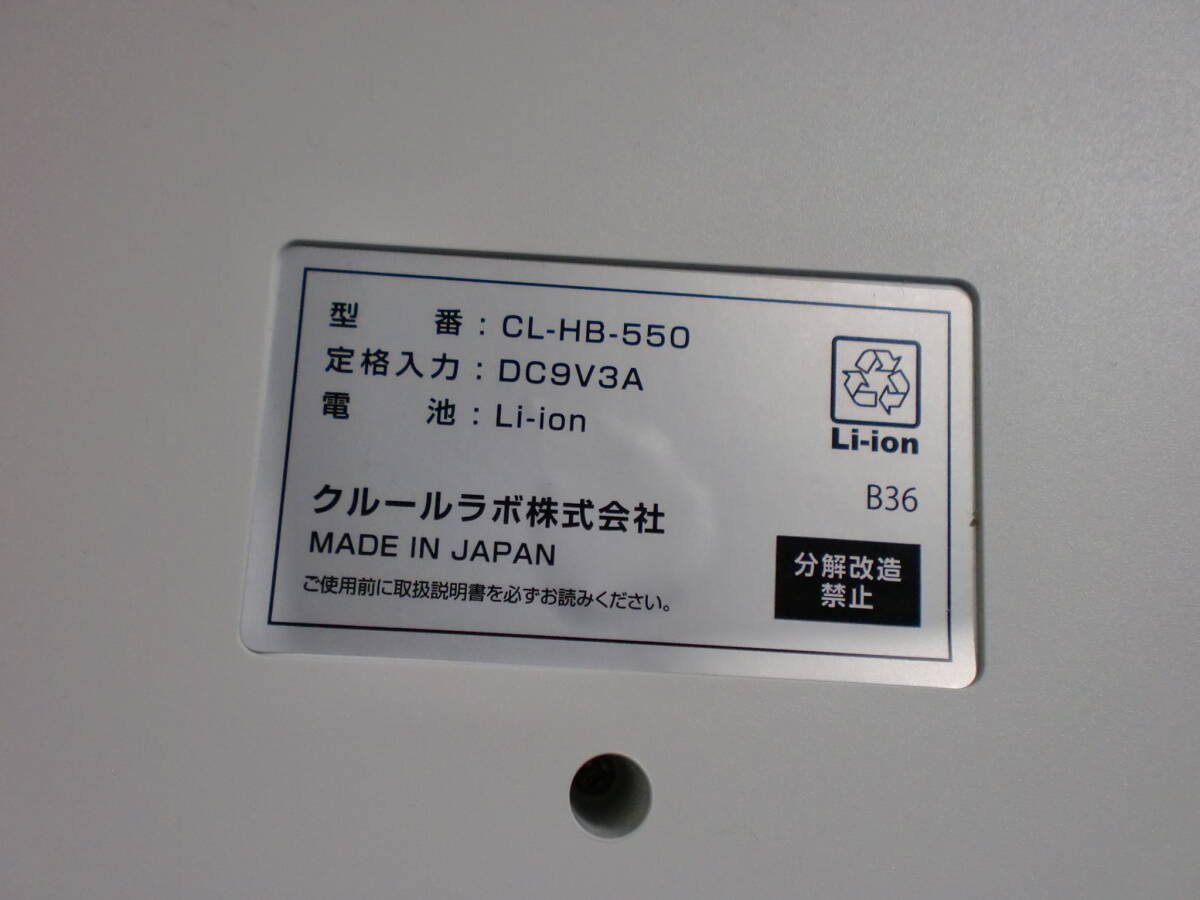 型　　番：CL-HB-550
定格入力：DC9V3A
電　　池：Li-ion
Li-ion
B36
クルールラボ株式会社
MADE IN JAPAN
ご使用前に取扱説明書を必ずお読みください。
分解改造
禁止